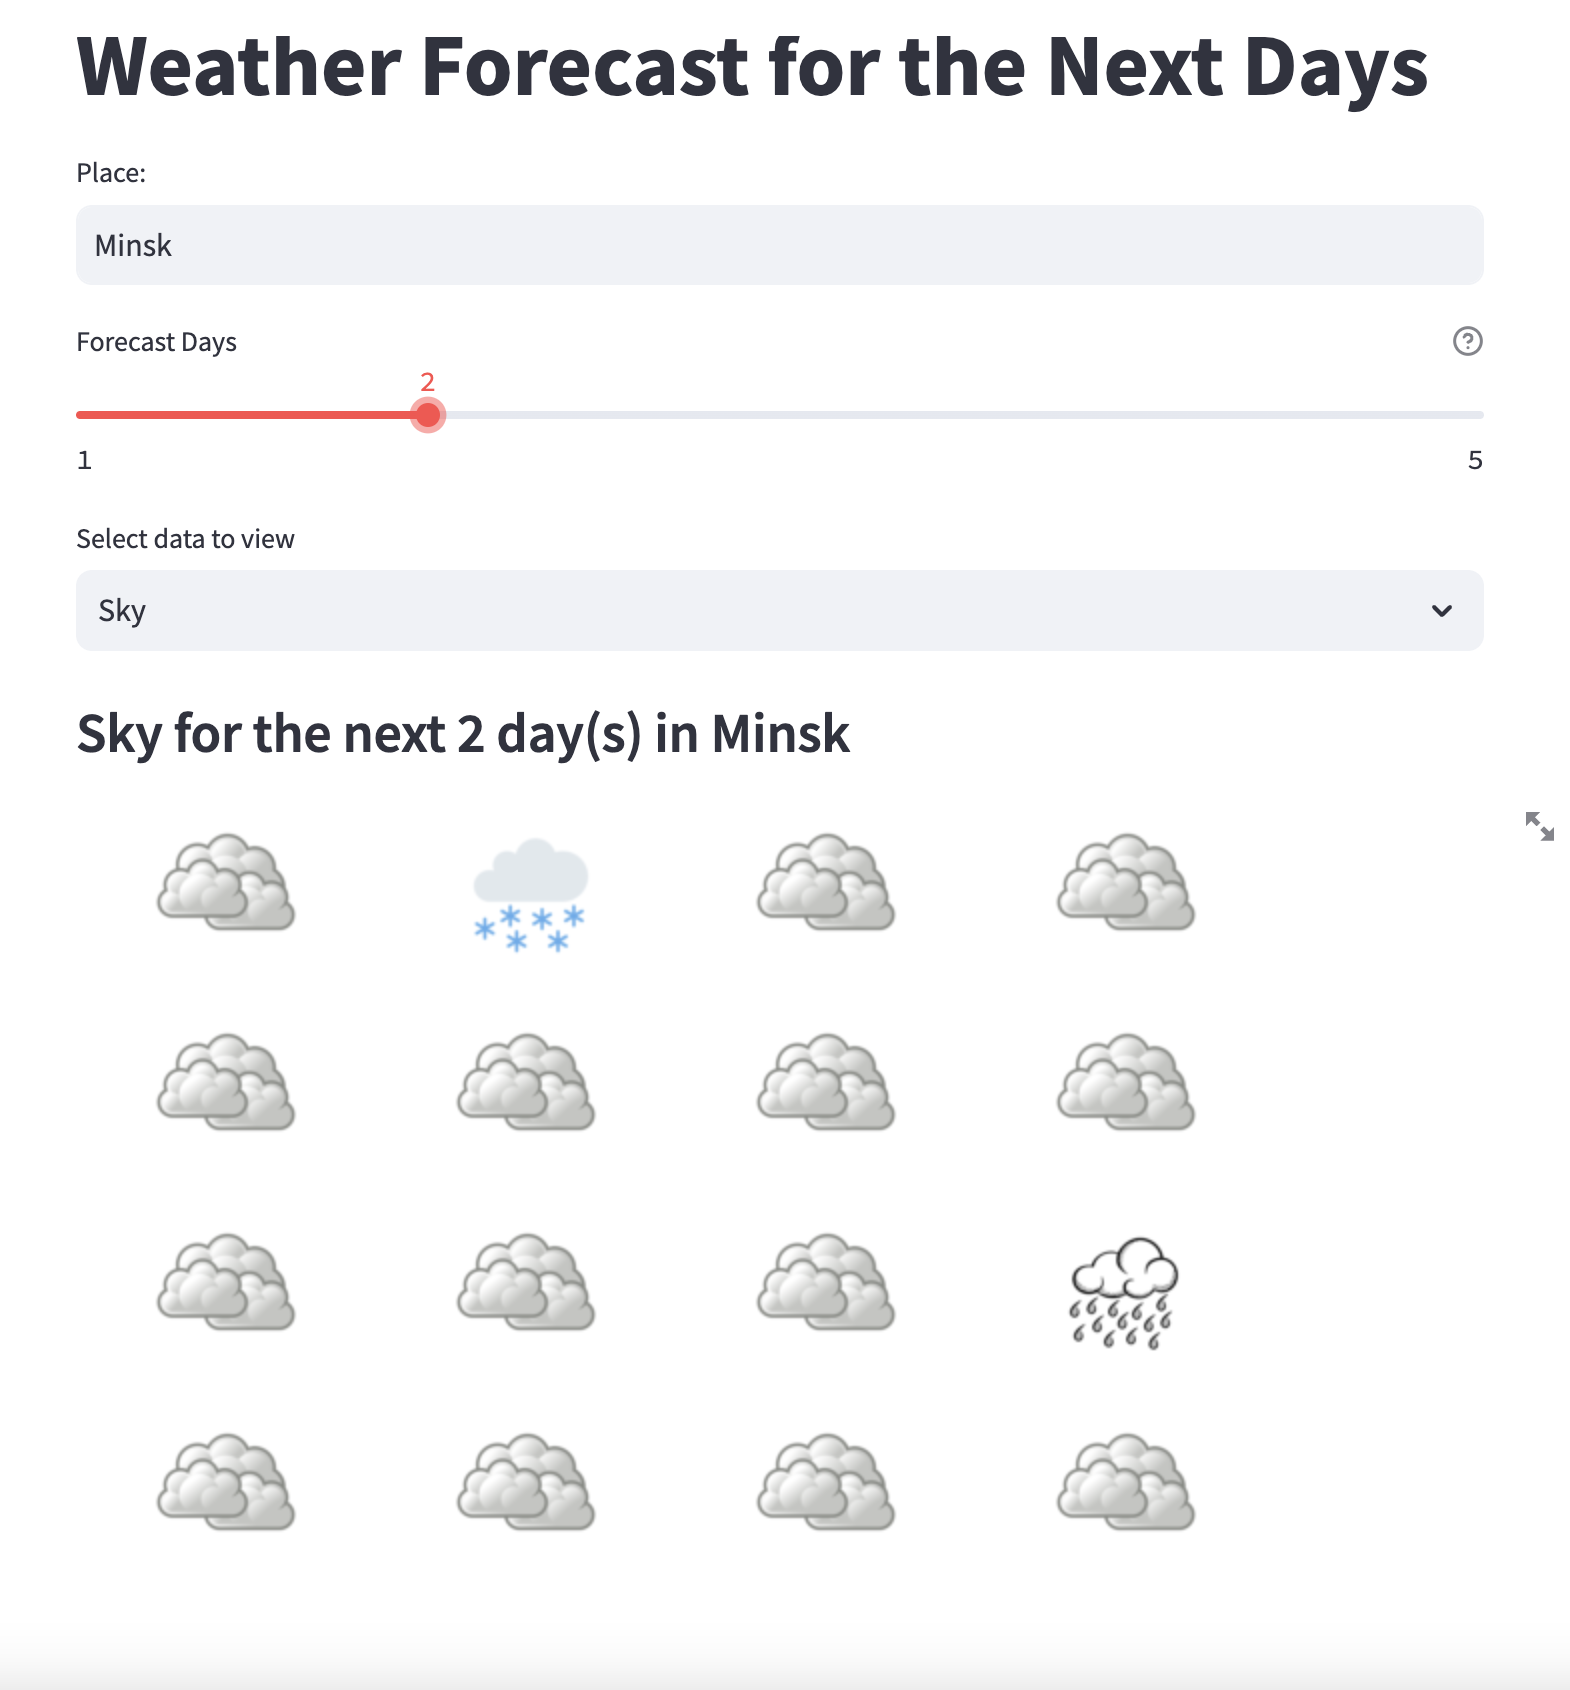 Weather Forecast for the Next Days
Place:
Minsk
Forecast Days
2
1 5
Select data to view
Sky
Sky for the next 2 day(s) in Minsk